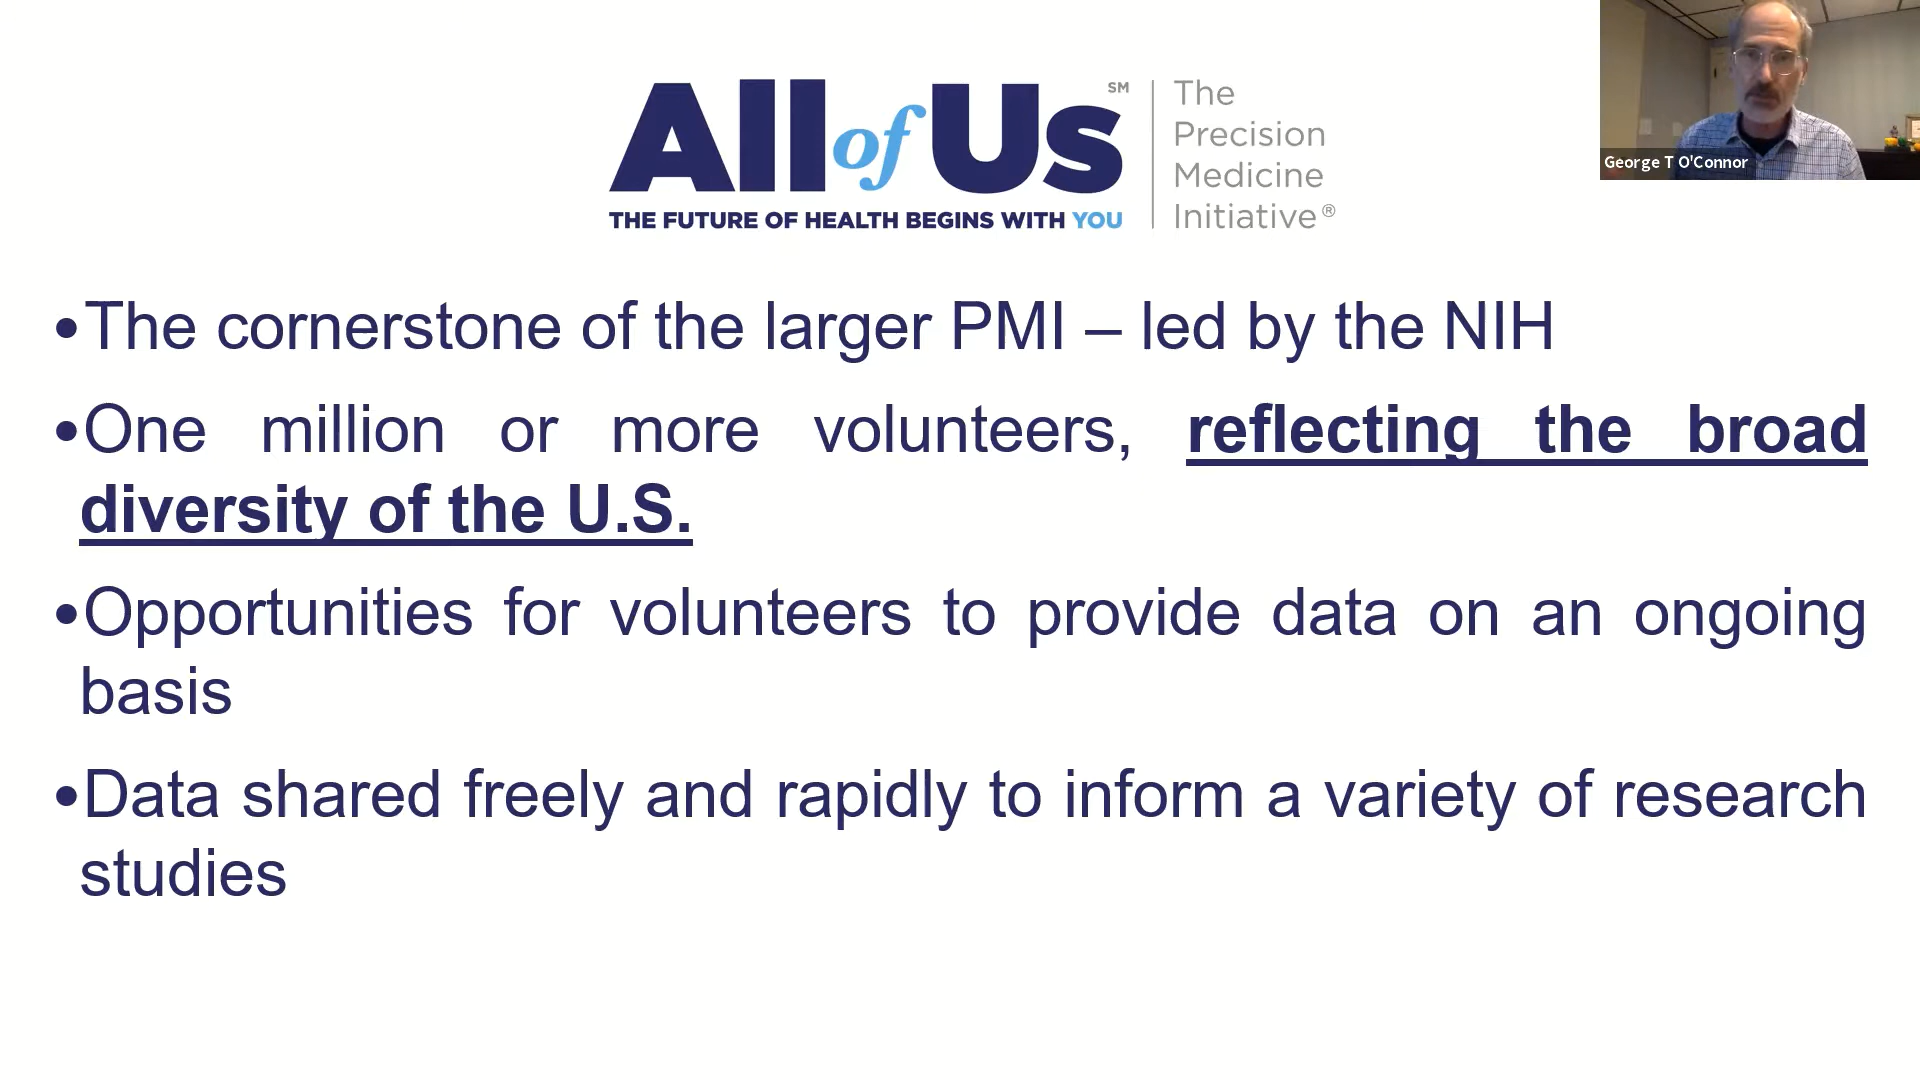 All of Us SM
THE FUTURE OF HEALTH BEGINS WITH YOU
The
Precision
Medicine
Initiative®
George T O'Connor
•The cornerstone of the larger PMI – led by the NIH
•One million or more volunteers, reflecting the broad
diversity of the U.S.
•Opportunities for volunteers to provide data on an ongoing
basis
•Data shared freely and rapidly to inform a variety of research
studies